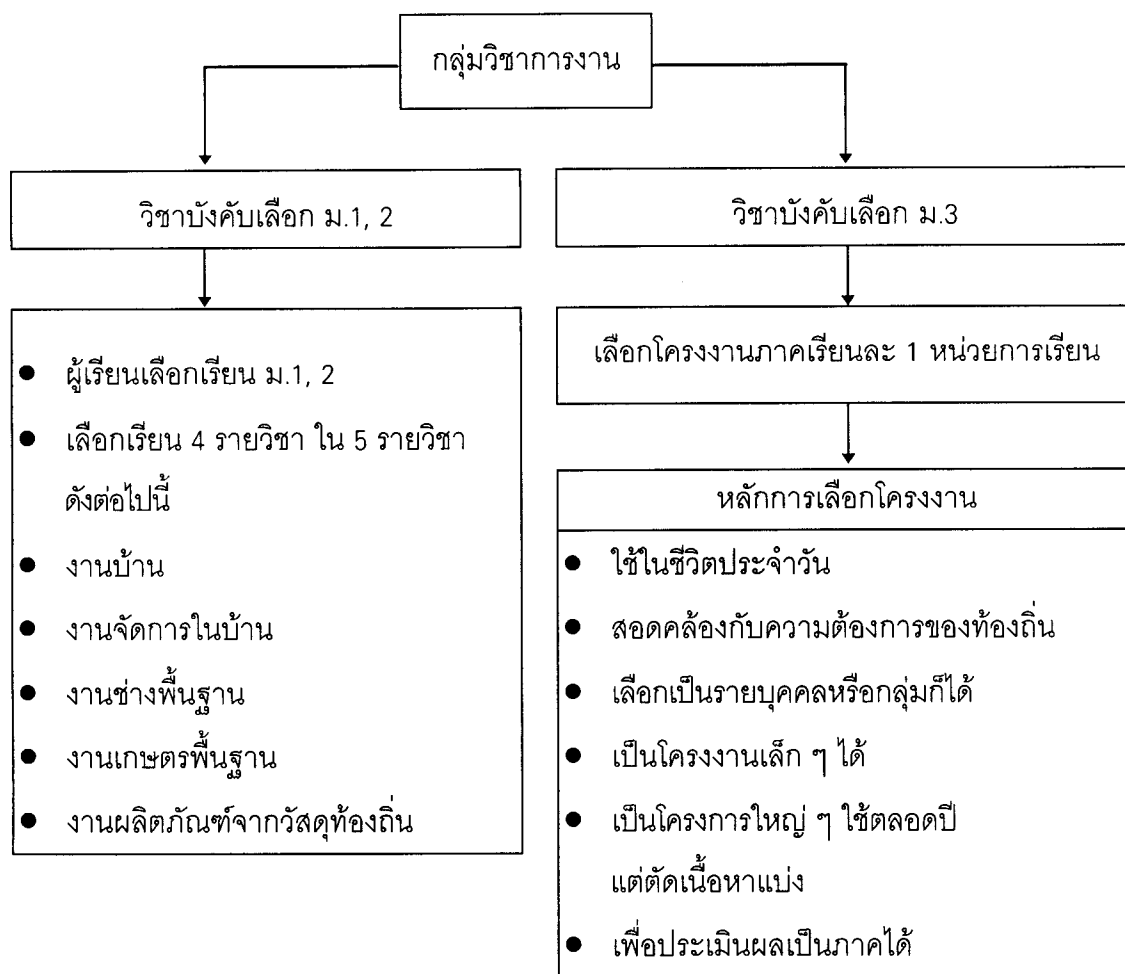 กลุ่มวิชาการงาน
วิชาบังคับเลือก ม.1, 2
● ผู้เรียนเลือกเรียน ม.1, 2
● เลือกเรียน 4 รายวิชา ใน 5 รายวิชา
ดังต่อไปนี้
● งานบ้าน
● งานจัดการในบ้าน
● งานช่างพื้นฐาน
● งานเกษตรพื้นฐาน
● งานผลิตภัณฑ์จากวัสดุท้องถิ่น
วิชาบังคับเลือก ม.3
เลือกโครงงานภาคเรียนละ 1 หน่วยการเรียน
หลักการเลือกโครงงาน
● ใช้ในชีวิตประจำวัน
● สอดคล้องกับความต้องการของท้องถิ่น
● เลือกเป็นรายบุคคลหรือกลุ่มก็ได้
● เป็นโครงงานเล็ก ๆ ได้
● เป็นโครงการใหญ่ ๆ ใช้ตลอดปี
แต่ตัดเนื้อหาแบ่ง
● เพื่อประเมินผลเป็นภาคได้